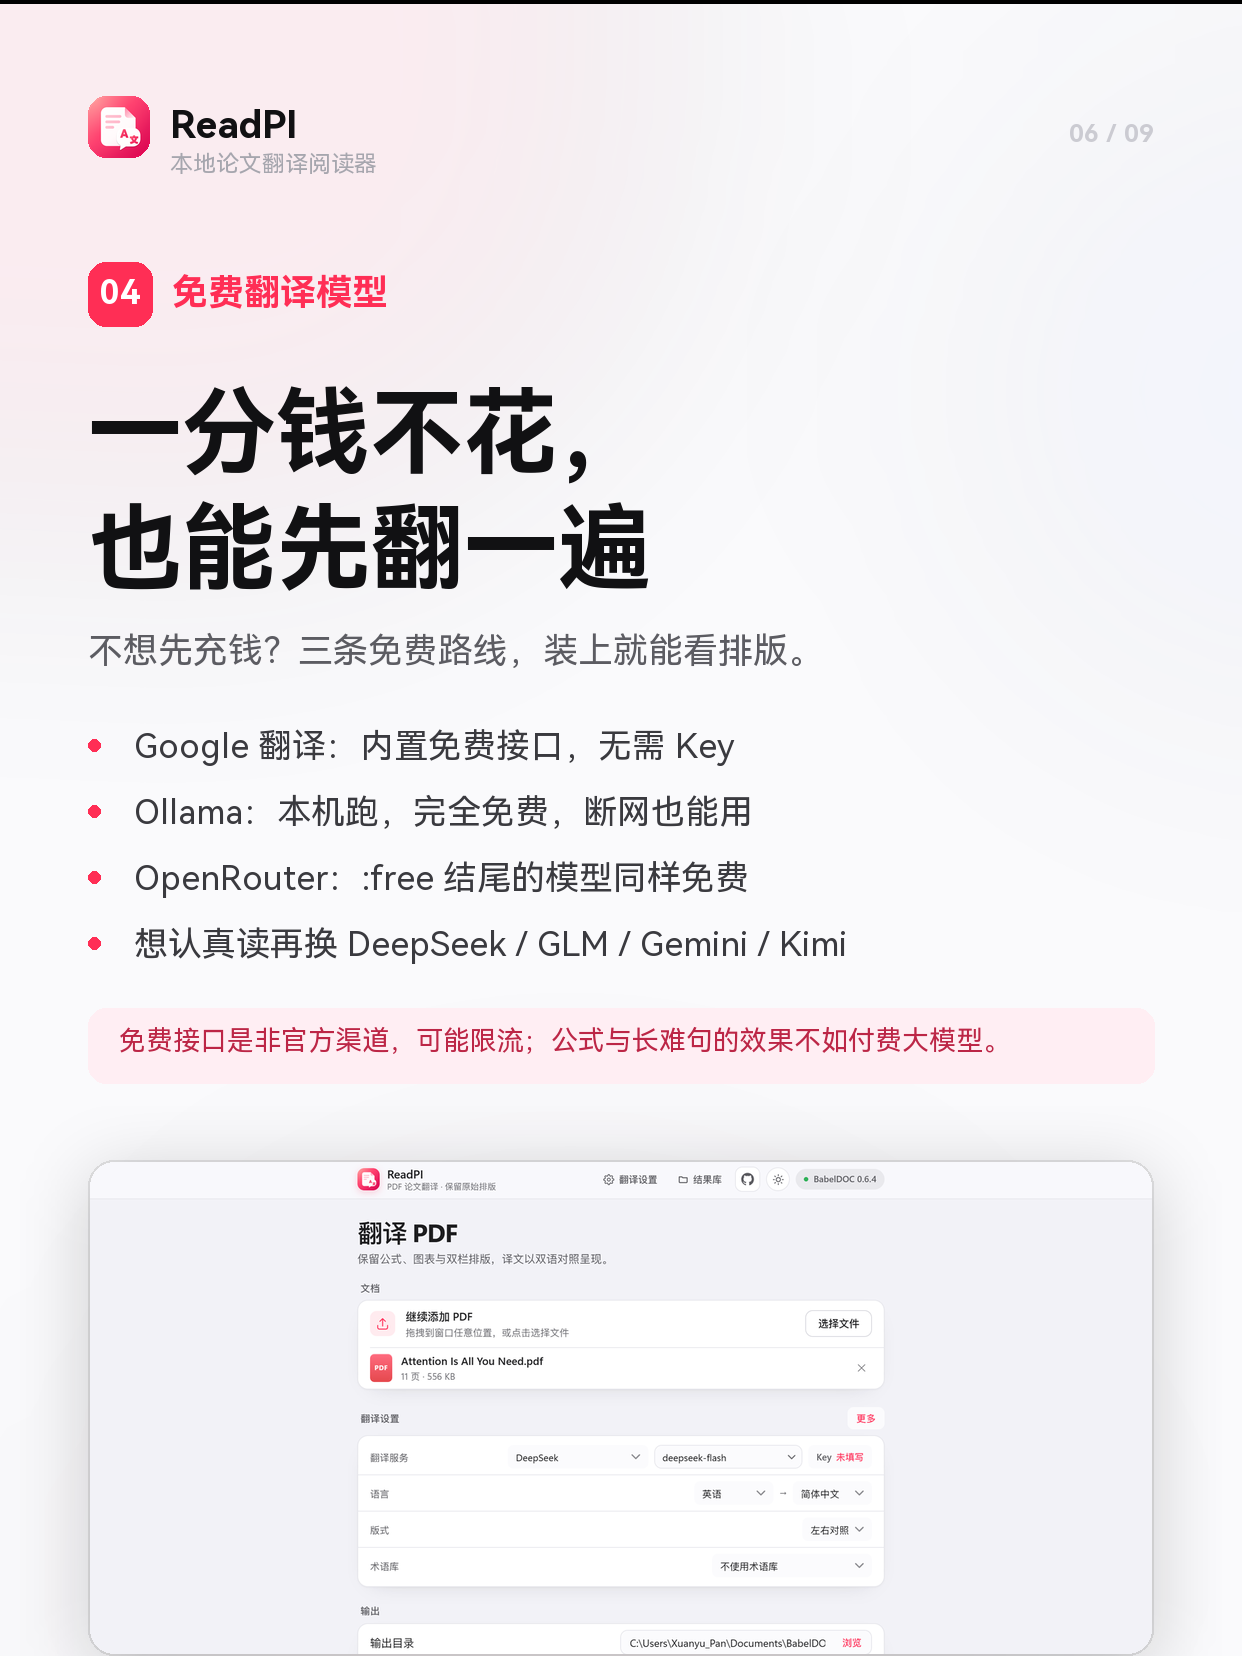 ReadPI
本地论文翻译阅读器
06 / 09
04 免费翻译模型
一分钱不花，
也能先翻一遍
不想先充钱？三条免费路线，装上就能看排版。
Google 翻译：内置免费接口，无需 Key
Ollama：本机跑，完全免费，断网也能用
OpenRouter：:free 结尾的模型同样免费
想认真读再换 DeepSeek / GLM / Gemini / Kimi
免费接口是非官方渠道，可能限流；公式与长难句的效果不如付费大模型。
ReadPI
PDF 论文翻译 · 保留原始排版
翻译设置 结果库 BabelDOC 0.6.4
翻译 PDF
保留公式、图表与双栏排版，译文以双语对照呈现。
文档
继续添加 PDF
拖拽到窗口任意位置，或点击选择文件
选择文件
PDF
Attention Is All You Need.pdf
11 页 · 556 KB
翻译设置 更多
翻译服务 DeepSeek deepseek-flash Key 未填写
语言 英语 → 简体中文
版式 左右对照
术语库 不使用术语库
输出
输出目录 C:\Users\Xuanyu_Pan\Documents\BabelDO 浏览